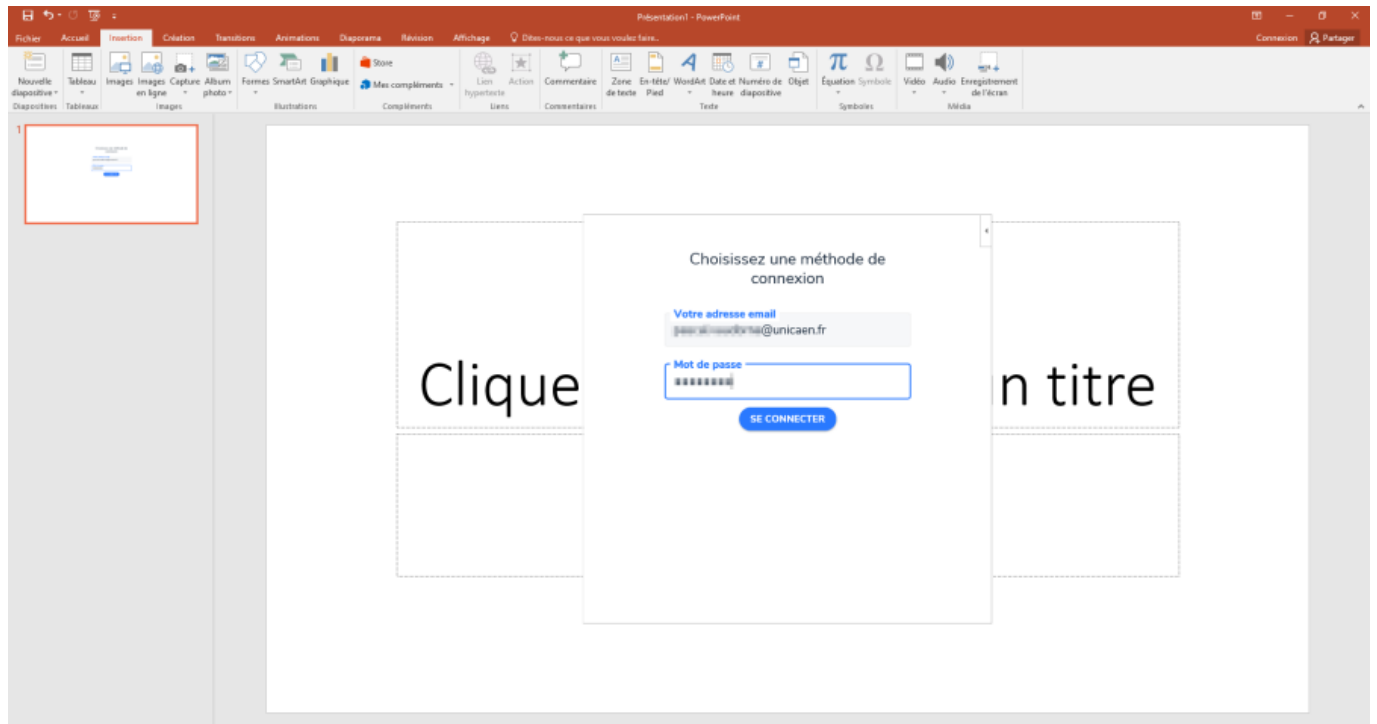 Présentation1 - PowerPoint
Fichier Accueil Insertion Création Transitions Animations Diaporama Révision Affichage Dites-nous ce que vous voulez faire... Connexion Partager
Nouvelle diapositive Tableau Images Images en ligne Capture Album photo Formes SmartArt Graphique Store Mes compléments Lien hypertexte Action Commentaire Zone de texte En-tête/ Pied WordArt Date et heure Numéro de diapositive Objet Équation Symbole Vidéo Audio Enregistrement de l'écran
Diapositives Tableaux Images Illustrations Compléments Liens Commentaires Texte Symboles Média
1
Choisissez une méthode de
connexion
Votre adresse email
@unicaen.fr
Mot de passe
Clique n titre
SE CONNECTER